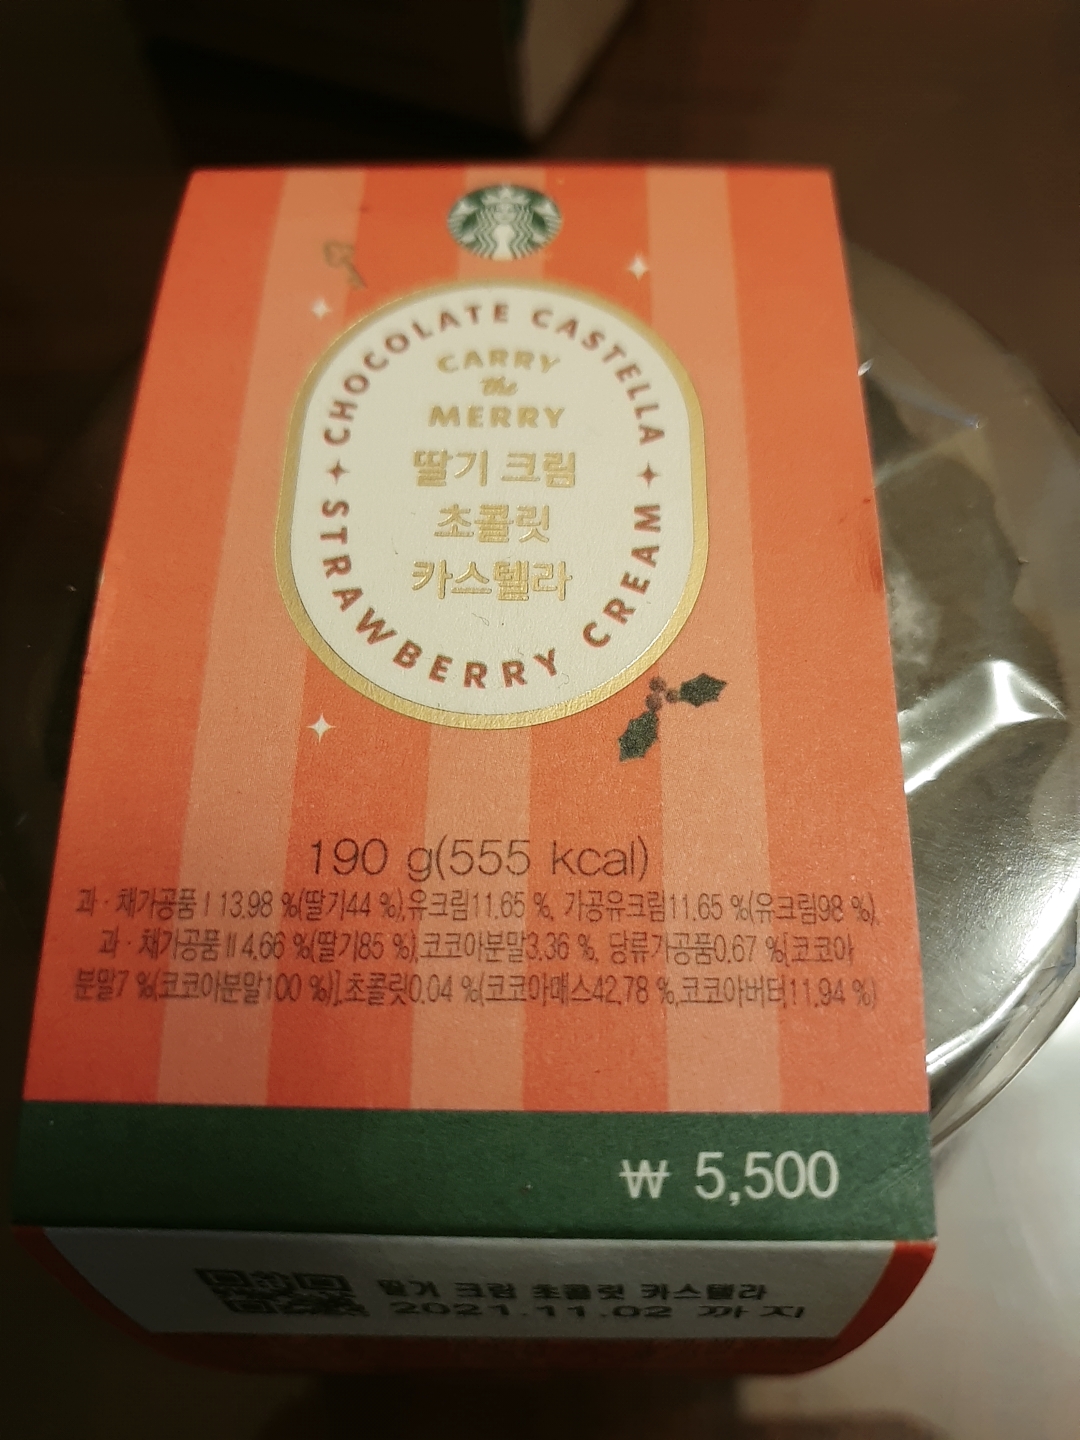 CHOCOLATE CASTELLA
CARRY
the
MERRY
딸기 크림
초콜릿
카스텔라
STRAWBERRY CREAM
190 g(555 kcal)
과·채가공품Ⅰ13.98 %(딸기44 %),유크림11.65 %, 가공유크림11.65 %(유크림98 %),
과·채가공품Ⅱ4.66 %(딸기85 %),코코아분말3.36 %, 당류가공품0.67 %[코코아
분말7 %(코코아분말100 %)],초콜릿0.04 %(코코아매스42.78 %,코코아버터11.94 %)
₩ 5,500
딸기 크림 초콜릿 카스텔라
2021.11.02 까지